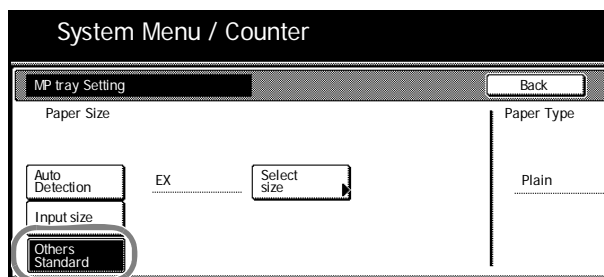 System Menu / Counter
MP tray Setting
Back
Paper Size
Paper Type
Auto
Detection
EX
Select
size
Plain
Input size
Others
Standard